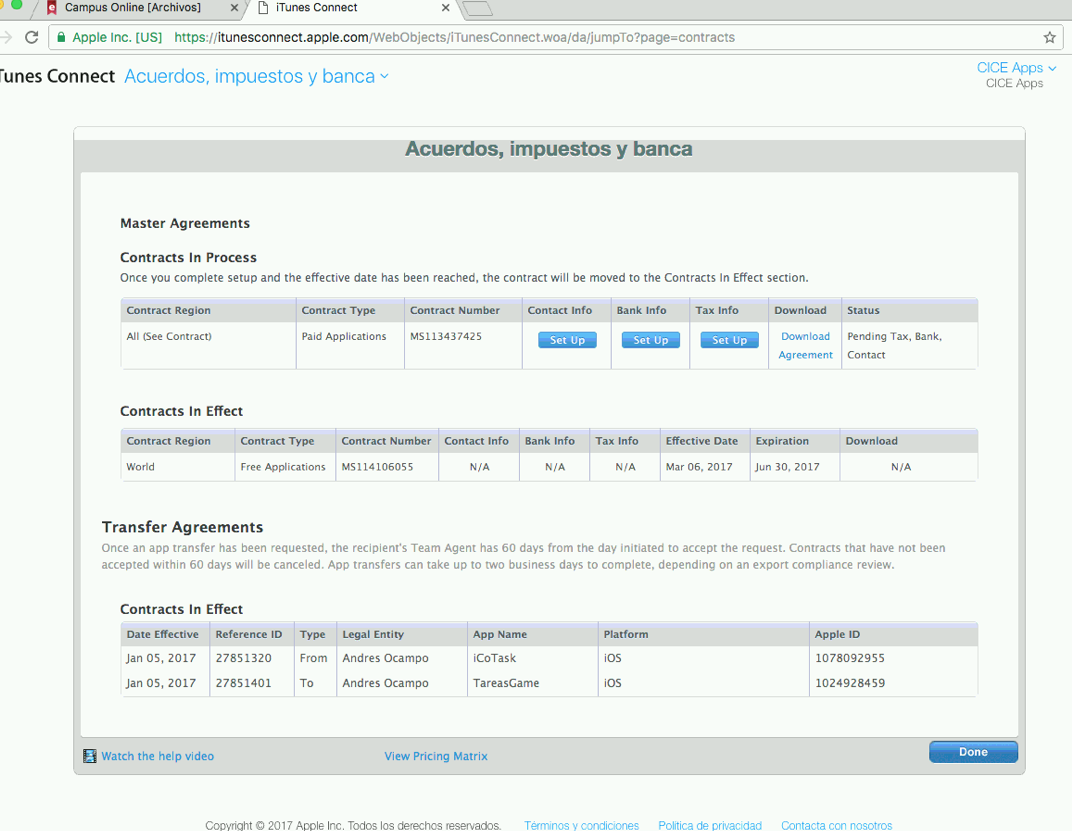 Campus Online [Archivos]
iTunes Connect
Apple Inc. [US] https://itunesconnect.apple.com/WebObjects/iTunesConnect.woa/da/jumpTo?page=contracts
Tunes Connect Acuerdos, impuestos y banca
CICE Apps
CICE Apps
Acuerdos, impuestos y banca
Master Agreements
Contracts In Process
Once you complete setup and the effective date has been reached, the contract will be moved to the Contracts In Effect section.
Contract Region Contract Type Contract Number Contact Info Bank Info Tax Info Download Status
All (See Contract) Paid Applications MS113437425 Set Up Set Up Set Up Download Pending Tax, Bank,
Agreement Contact
Contracts In Effect
Contract Region Contract Type Contract Number Contact Info Bank Info Tax Info Effective Date Expiration Download
World Free Applications MS114106055 N/A N/A N/A Mar 06, 2017 Jun 30, 2017 N/A
Transfer Agreements
Once an app transfer has been requested, the recipient's Team Agent has 60 days from the day initiated to accept the request. Contracts that have not been
accepted within 60 days will be canceled. App transfers can take up to two business days to complete, depending on an export compliance review.
Contracts In Effect
Date Effective Reference ID Type Legal Entity App Name Platform Apple ID
Jan 05, 2017 27851320 From Andres Ocampo iCoTask iOS 1078092955
Jan 05, 2017 27851401 To Andres Ocampo TareasGame iOS 1024928459
Watch the help video View Pricing Matrix Done
Copyright © 2017 Apple Inc. Todos los derechos reservados. Términos y condiciones Política de privacidad Contacta con nosotros